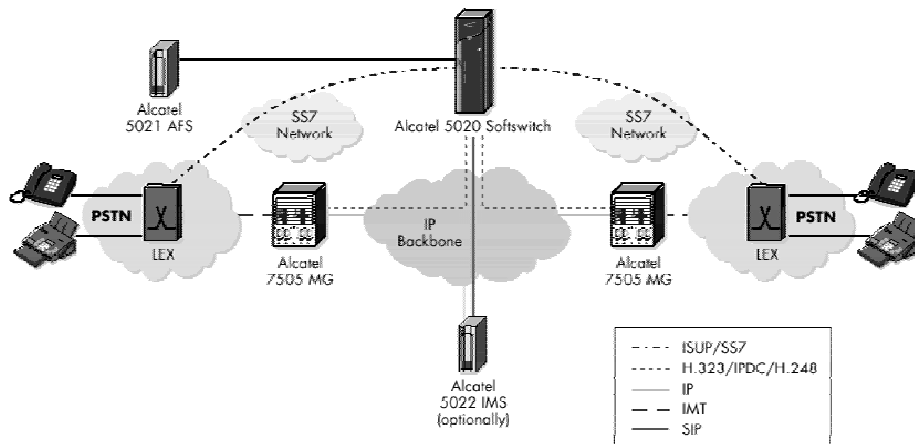 Alcatel
5021 AFS
SS7
Network
Alcatel 5020 Softswitch
SS7
Network
PSTN
LEX
Alcatel
7505 MG
IP
Backbone
Alcatel
7505 MG
LEX
PSTN
Alcatel
5022 IMS
(optionally)
ISUP/SS7
H.323/IPDC/H.248
IP
IMT
SIP